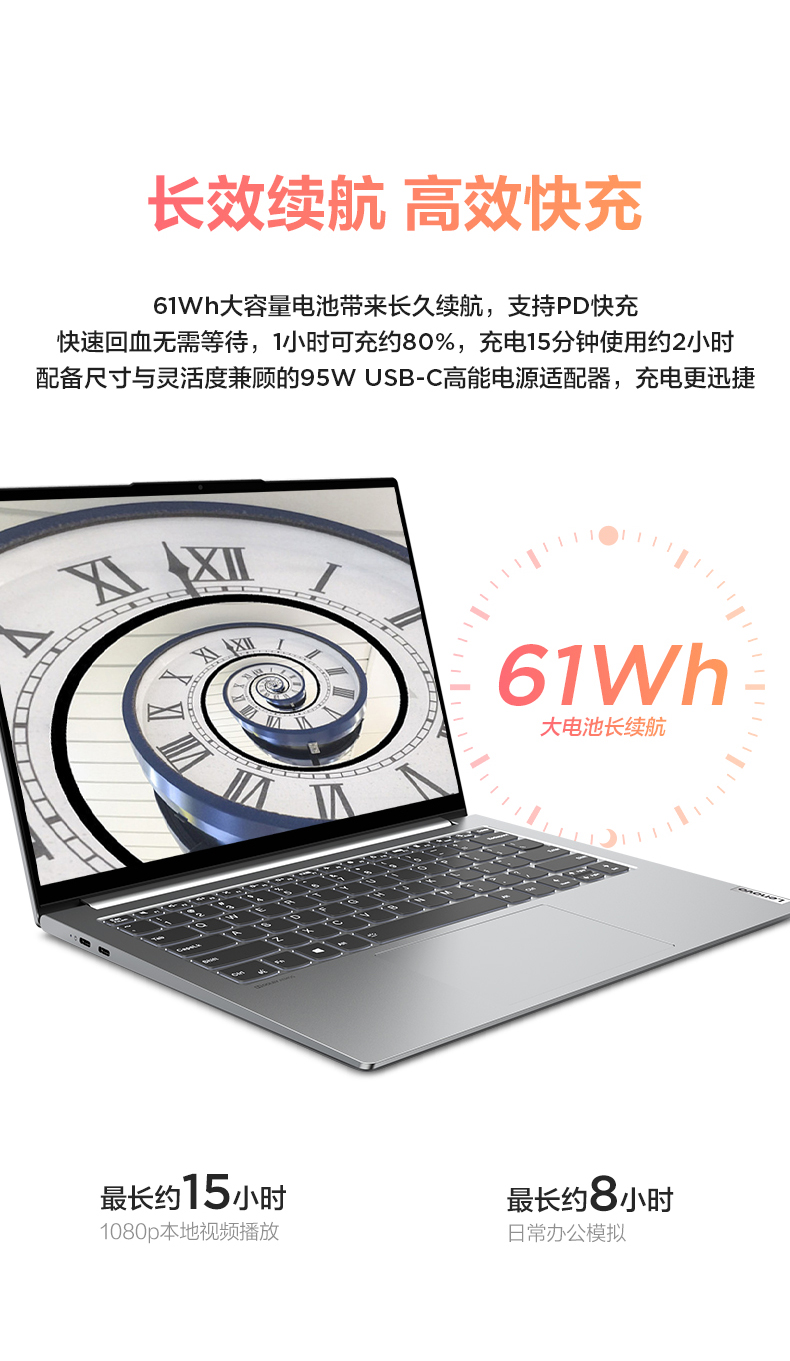 长效续航 高效快充
61Wh大容量电池带来长久续航，支持PD快充
快速回血无需等待，1小时可充约80%，充电15分钟使用约2小时
配备尺寸与灵活度兼顾的95W USB-C高能电源适配器，充电更迅捷
XI XII I
61Wh
大电池长续航
Lenovo
最长约15小时
1080p本地视频播放
最长约8小时
日常办公模拟